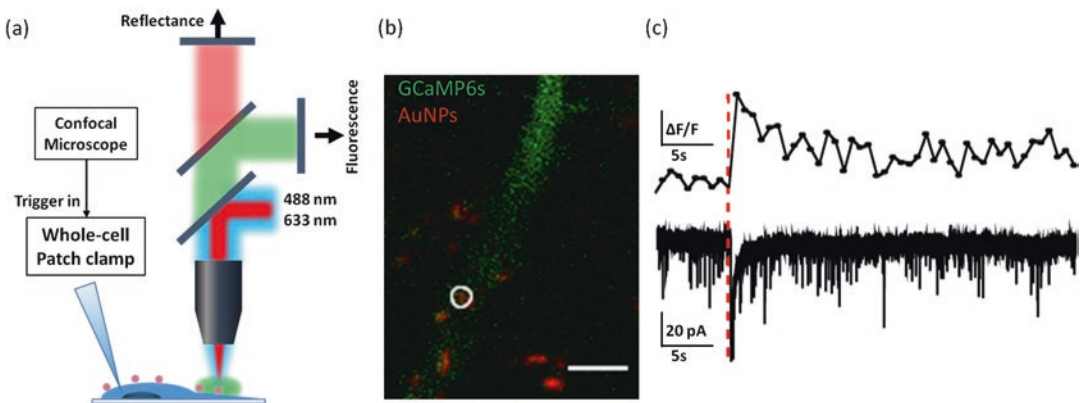 (a)
Reflectance
Confocal
Microscope
Trigger in
Whole-cell
Patch clamp
Fluorescence
488 nm
633 nm
(b)
GCaMP6s
AuNPs
(c)
ΔF/F
5s
20 pA
5s